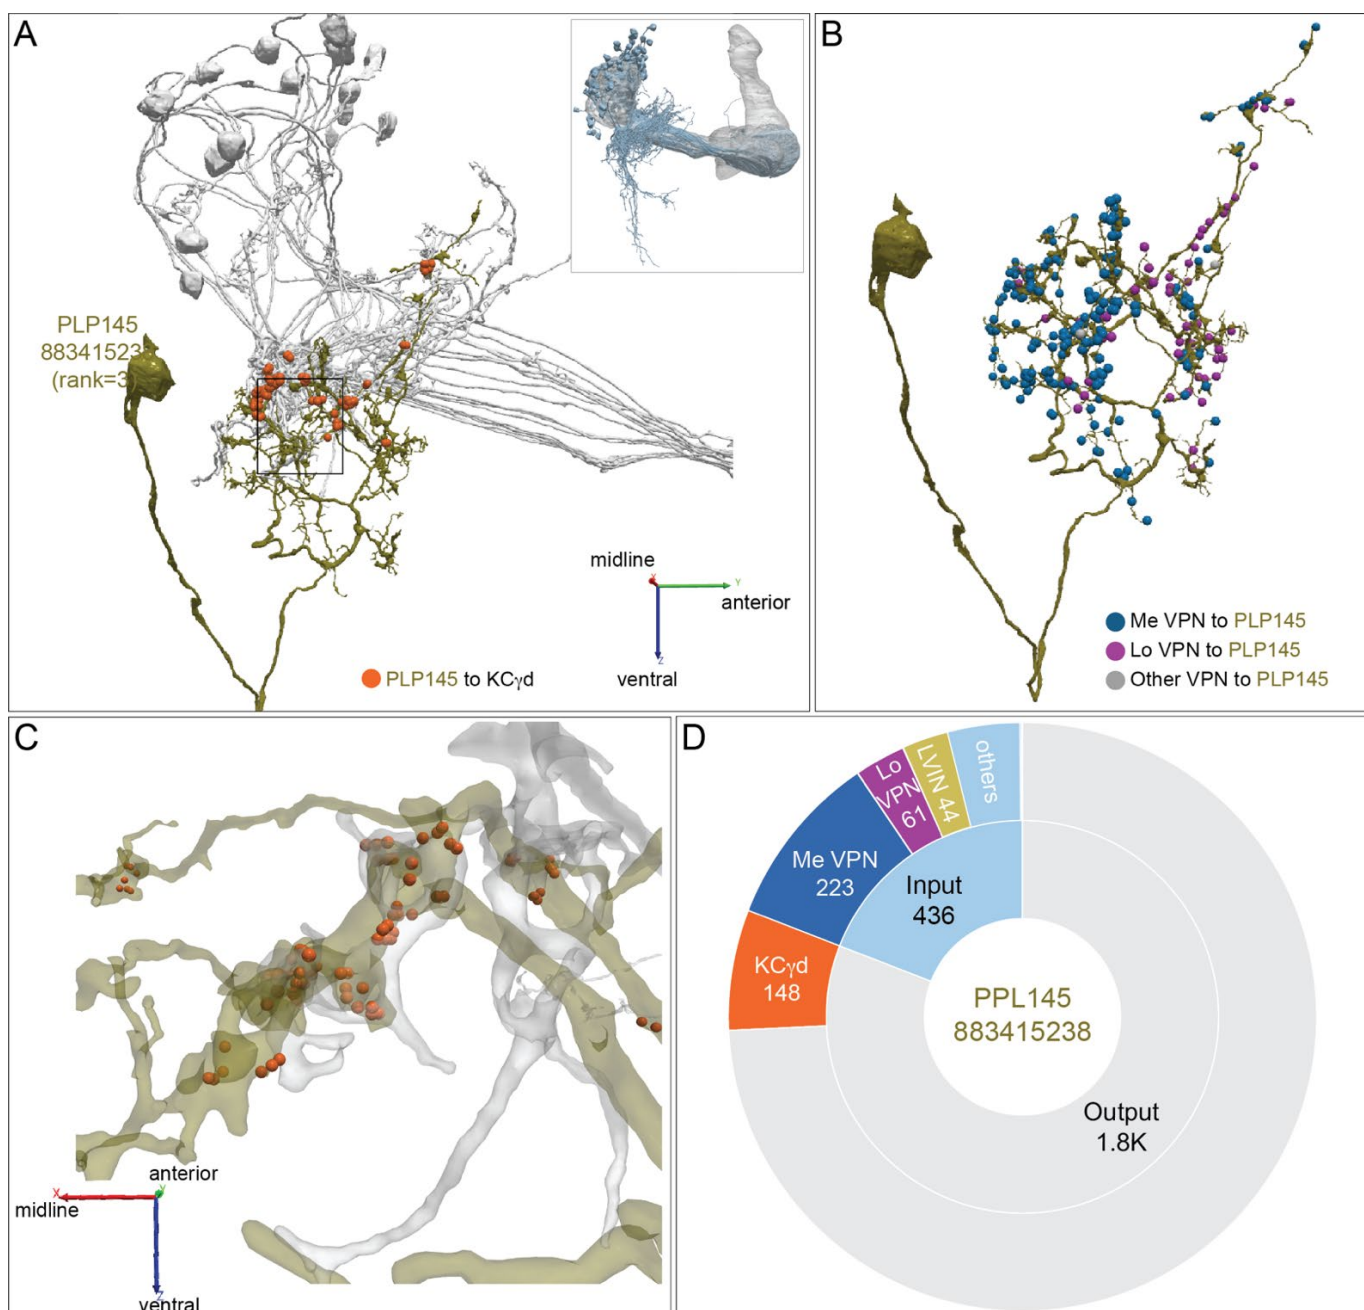 A
PLP145
88341523
(rank=3)
midline
X
Y
anterior
Z
ventral
PLP145 to KCγd
B
Me VPN to PLP145
Lo VPN to PLP145
Other VPN to PLP145
C
anterior
X
Y
midline
Z
ventral
D
Lo
VPN
61
LVIN 44
others
Me VPN
223
Input
436
KCγd
148
PPL145
883415238
Output
1.8K